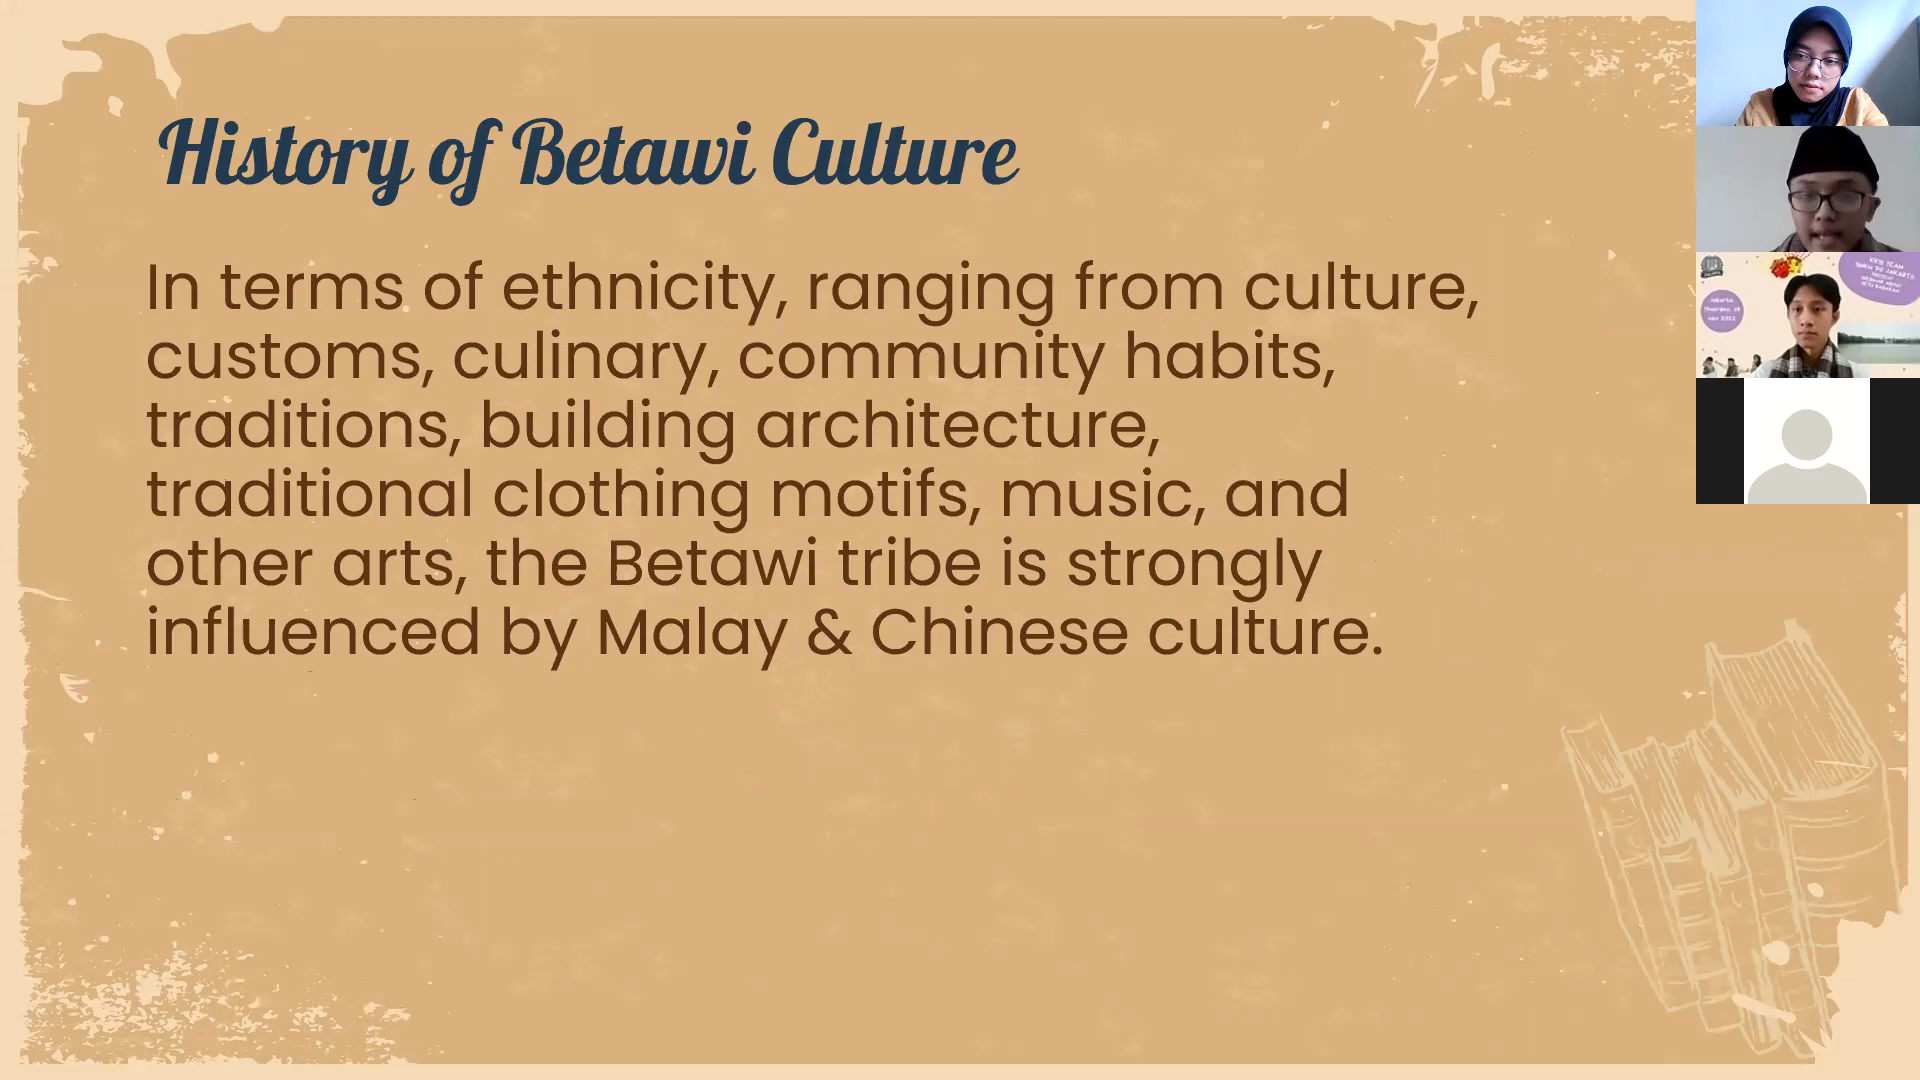 History of Betawi Culture
In terms of ethnicity, ranging from culture,
customs, culinary, community habits,
traditions, building architecture,
traditional clothing motifs, music, and
other arts, the Betawi tribe is strongly
influenced by Malay & Chinese culture.